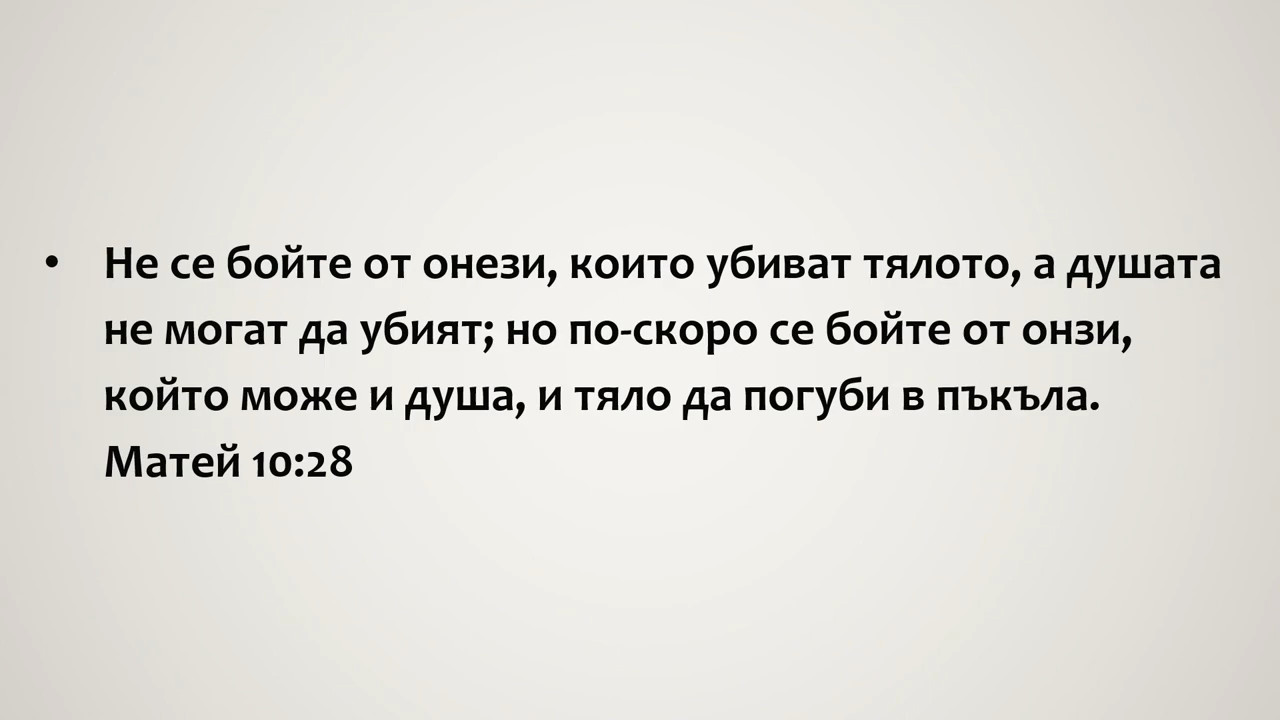 • Не се бойте от онези, които убиват тялото, а душата
не могат да убият; но по-скоро се бойте от онзи,
който може и душа, и тяло да погуби в пъкъла.
Матей 10:28